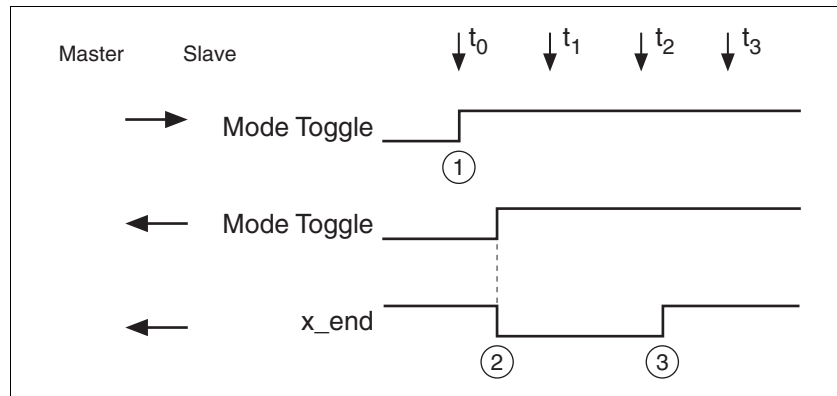 t0 t1 t2 t3
Master Slave
Mode Toggle
1
Mode Toggle
x_end
2 3